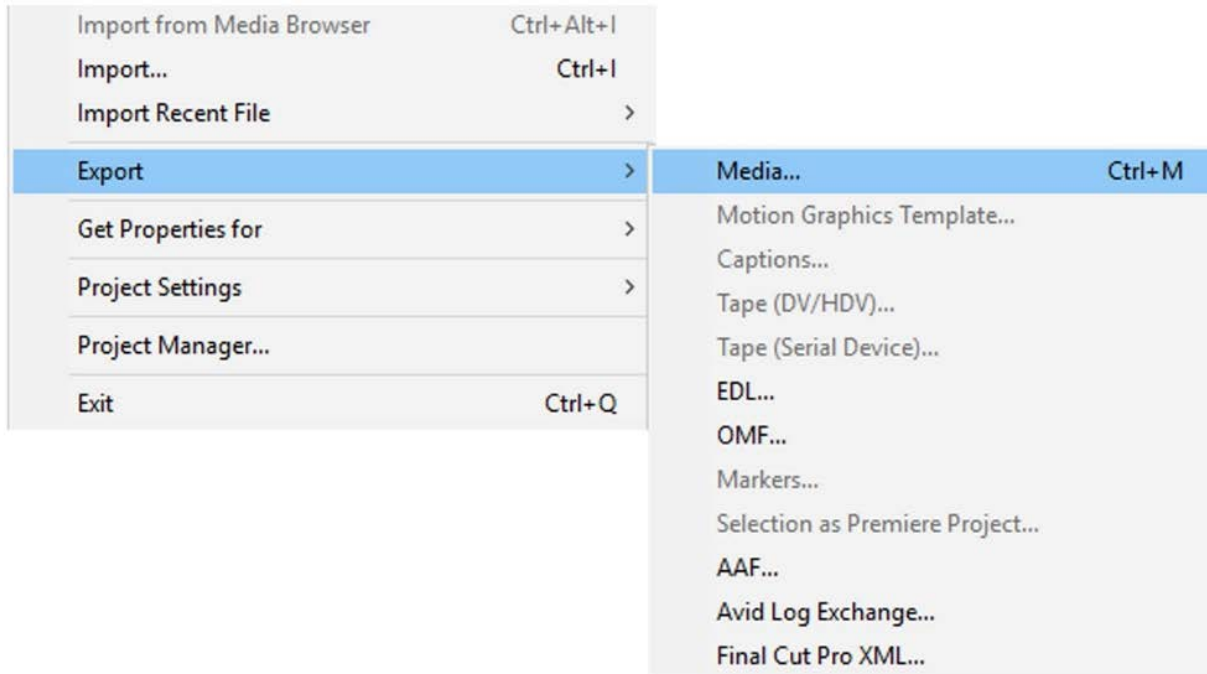 Import from Media Browser Ctrl+Alt+I
Import... Ctrl+I
Import Recent File >
Export >
Get Properties for >
Project Settings >
Project Manager...
Exit Ctrl+Q
Media... Ctrl+M
Motion Graphics Template...
Captions...
Tape (DV/HDV)...
Tape (Serial Device)...
EDL...
OMF...
Markers...
Selection as Premiere Project...
AAF...
Avid Log Exchange...
Final Cut Pro XML...